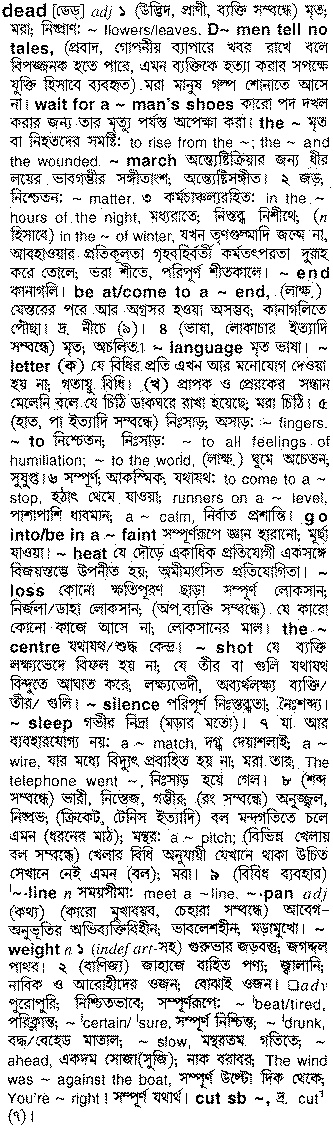 dead [ডেড্] adj ১ (উদ্ভিদ, প্রাণী, ব্যক্তি সম্বন্ধে) মৃত;
মরা; নিষ্প্রাণ: ~ flowers/leaves. D~ men tell no
tales, (প্রবাদ, গোপনীয় ব্যাপারে খবর রাখে বলে
বিপজ্জনক হতে পারে, এমন ব্যক্তিকে হত্যা করার সপক্ষে
যুক্তি হিসাবে ব্যবহৃত) মরা মানুষ গল্প শোনাতে আসে
না। wait for a ~ man's shoes কারো পদ দখল
করার জন্য তার মৃত্যু পর্যন্ত অপেক্ষা করা। the ~ মৃত
বা নিহতদের সমষ্টি: to rise from the ~; the ~ and
the wounded. ~ march অন্ত্যেষ্টিক্রিয়ার জন্য ধীর
লয়ের ভাবগম্ভীর সঙ্গীতাংশ; অন্ত্যেষ্টিসঙ্গীত। ২ জড়;
নিশ্চেতন: ~ matter. ৩ কর্মচাঞ্চল্যরহিত: in the ~
hours of the night, মধ্যরাতে; নিস্তব্ধ নিশীথে; (n
হিসাবে) in the ~ of winter, যখন তৃণগুল্মাদি জন্মে না,
আবহাওয়ার প্রতিকূলতা গৃহবহির্বর্তী কর্মতৎপরতা দুরূহ
করে তোলে; ভরা শীতে, পরিপূর্ণ শীতকালে। ~ end
কানাগলি। be at/come to a ~ end, (লাক্ষ.)
যেস্তরের পরে আর অগ্রসর হওয়া অসম্ভব; কানাগলিতে
পৌঁছা। দ্র. নীচে (৯)। ৪ (ভাষা, লোকাচার ইত্যাদি
সম্বন্ধে) মৃত; অচলিত। ~ language মৃত ভাষা। ~
letter (ক) যে বিধির প্রতি এখন আর মনোযোগ দেওয়া
হয় না; গতায়ু বিধি। (খ) প্রাপক ও প্রেরকের সন্ধান
মেলেনি বলে যে চিঠি ডাকঘরে রাখা হয়েছে; মরা চিঠি। ৫
(হাত, পা ইত্যাদি সম্বন্ধে) নিঃসাড়; অসাড়: ~ fingers.
~ to নিশ্চেতন; নিঃসাড়: ~ to all feelings of
humiliation; ~ to the world, (লাক্ষ.) ঘুমে অচেতন;
সুষুপ্ত। ৬ সম্পূর্ণ; আকস্মিক; যথাযথ: to come to a ~
stop, হঠাৎ থেমে যাওয়া; runners on a ~ level,
পাশাপাশি ধাবমান; a ~ calm, নির্বাত প্রশান্তি। go
into/be in a ~ faint সম্পূর্ণরূপে জ্ঞান হারানো; মূর্ছা
যাওয়া। ~ heat যে দৌড়ে একাধিক প্রতিযোগী একসঙ্গে
বিজয়স্তম্ভে উপনীত হয়; অমীমাংসিত প্রতিযোগিতা। ~
loss কোনো ক্ষতিপূরণ ছাড়া সম্পূর্ণ লোকসান;
নির্জলা/ডাহা লোকসান; (অপ. ব্যক্তি সম্বন্ধে) যে কারো
কোনো কাজে আসে না; লোকসানের মাল। the ~
centre যথাযথ/শুদ্ধ কেন্দ্র। ~ shot যে ব্যক্তি
লক্ষ্যভেদে বিফল হয় না; যে তীর বা গুলি যথাযথ
বিন্দুতে আঘাত করে; লক্ষ্যভেদী, অব্যর্থলক্ষ্য ব্যক্তি/
তীর/ গুলি। ~ silence পরিপূর্ণ নিঃস্তব্ধতা; নৈঃশব্দ্য।
~ sleep গভীর নিদ্রা (মড়ার মতো)। ৭ যা আর
ব্যবহারযোগ্য নয়: a ~ match, দগ্ধ দেয়াশলাই; a ~
wire, যার মধ্যে বিদ্যুৎ প্রবাহিত হয় না; মরা তার; The
telephone went ~, নিঃসাড় হয়ে গেল। ৮ (শব্দ
সম্বন্ধে) ভারী, নিস্তেজ, গম্ভীর; (রং সম্বন্ধে) অনুজ্জ্বল,
নিষ্প্রভ; (ক্রিকেট, টেনিস ইত্যাদি) বল মন্দগতিতে চলে
এমন (ধরনের মাঠ); মন্থর: a ~ pitch; (বিভিন্ন খেলায়
বল সম্বন্ধে) খেলার বিধি অনুযায়ী যেখানে থাকা উচিত
সেখানে নেই এমন (বল); মরা। ৯ (বিবিধ ব্যবহার)
ˈ~-line n সময়সীমা: meet a ~line. ~-pan adj
(কথ্য) (কারো মুখাবয়ব, চেহারা সম্বন্ধে) আবেগ-
অনুভূতির অভিব্যক্তিবিহীন; ভাবলেশহীন; মড়ামুখো। ~
weight n ১ (indef art-সহ) গুরুভার জড়বস্তু; জগদ্দল
পাথর। ২ (বাণিজ্য) জাহাজে বাহিত পণ্য; জ্বালানি;
নাবিক ও আরোহীদের ওজন; বোঝাই ওজন। □adv
পুরোপুরি; নিশ্চিতভাবে; সম্পূর্ণরূপে: ~ ˈbeat/tired,
পরিক্লান্ত; ~ ˈcertain/ ˈsure, সম্পূর্ণ নিশ্চিত; ~ ˈdrunk,
বদ্ধ/বেহেড মাতাল; ~ slow, মন্থরতম গতিতে; ~
ahead, একদম সোজা(সুজি); নাক বরাবর; The wind
was ~ against the boat, সম্পূর্ণ উল্টো দিক থেকে;
You're ~ right! সম্পূর্ণ যথার্থ। cut sb ~, দ্র. cut¹
(৭)।